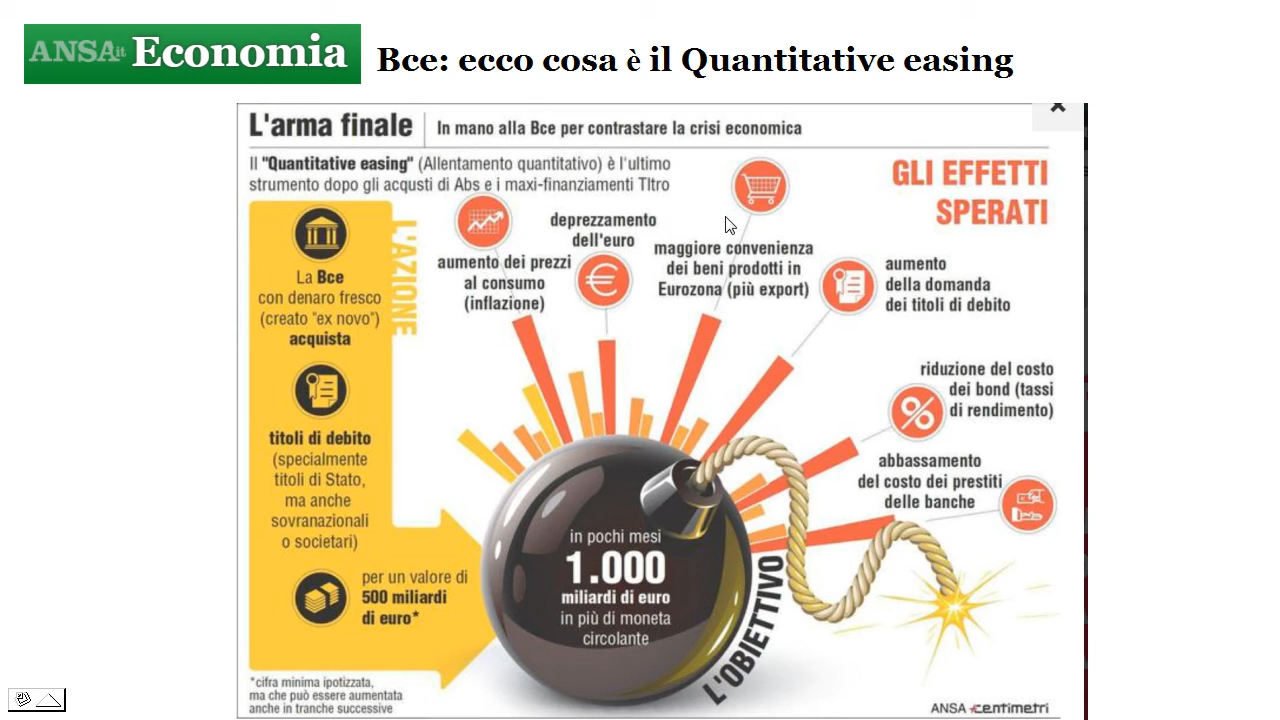 ANSA.it Economia
Bce: ecco cosa è il Quantitative easing
L'arma finale
In mano alla Bce per contrastare la crisi economica
Il "Quantitative easing" (Allentamento quantitativo) è l'ultimo
strumento dopo gli acqusti di Abs e i maxi-finanziamenti Tltro
GLI EFFETTI
SPERATI
L'AZIONE
La Bce
con denaro fresco
(creato "ex novo")
acquista
titoli di debito
(specialmente
titoli di Stato,
ma anche
sovranazionali
o societari)
per un valore di
500 miliardi
di euro*
*cifra minima ipotizzata,
ma che può essere aumentata
anche in tranche successive
aumento dei prezzi
al consumo
(inflazione)
deprezzamento
dell'euro
€
maggiore convenienza
dei beni prodotti in
Eurozona (più export)
aumento
della domanda
dei titoli di debito
riduzione del costo
dei bond (tassi
di rendimento)
%
abbassamento
del costo dei prestiti
delle banche
in pochi mesi
1.000
miliardi di euro
in più di moneta
circolante
L'OBIETTIVO
ANSA centimetri